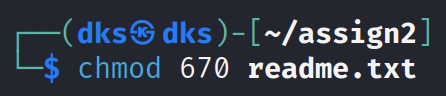 ┌──(dks㉿dks)-[~/assign2]
└─$ chmod 670 readme.txt